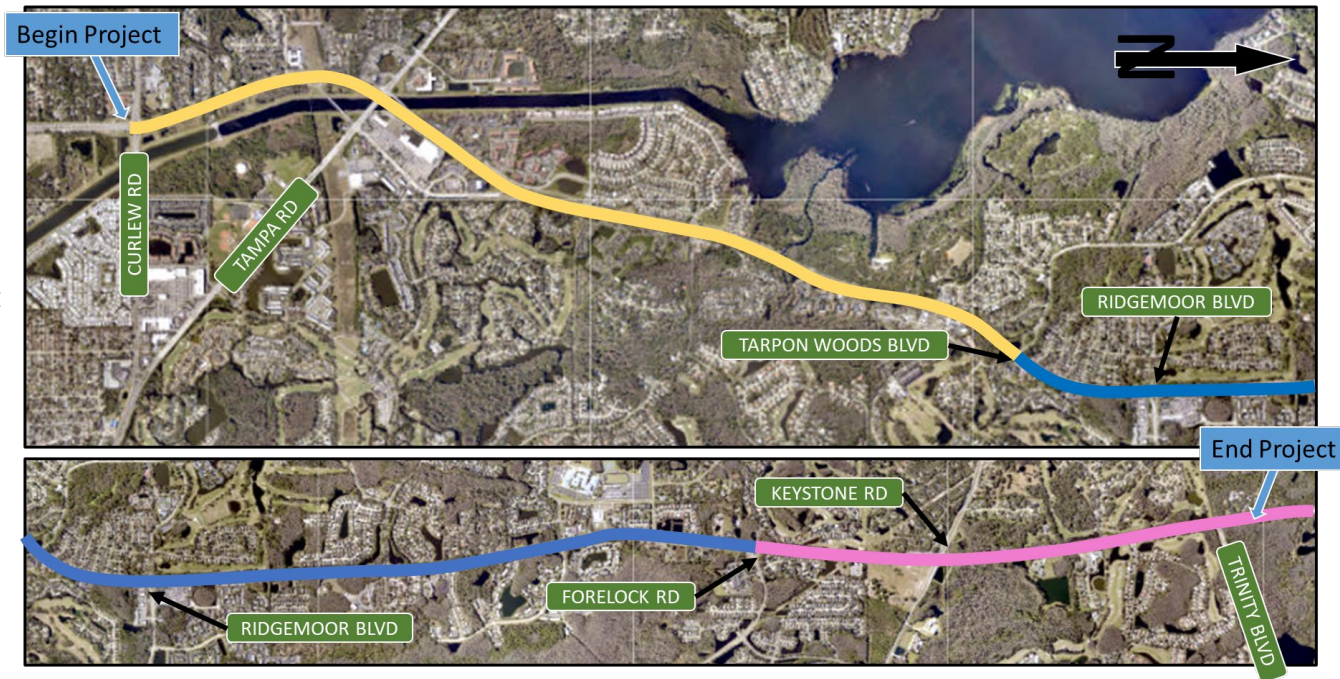 Begin Project
N
CURLEW RD
TAMPA RD
RIDGEMOOR BLVD
TARPON WOODS BLVD
End Project
KEYSTONE RD
FORELOCK RD
TRINITY BLVD
RIDGEMOOR BLVD